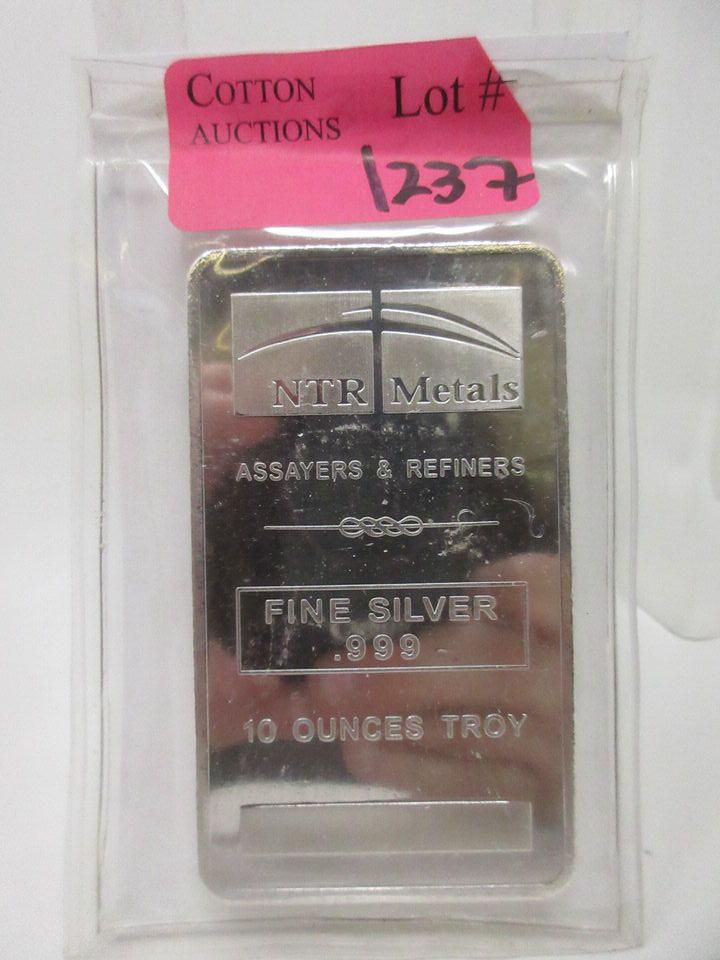 COTTON AUCTIONS
Lot #
1237
NTR Metals
ASSAYERS & REFINERS
FINE SILVER
.999
10 OUNCES TROY